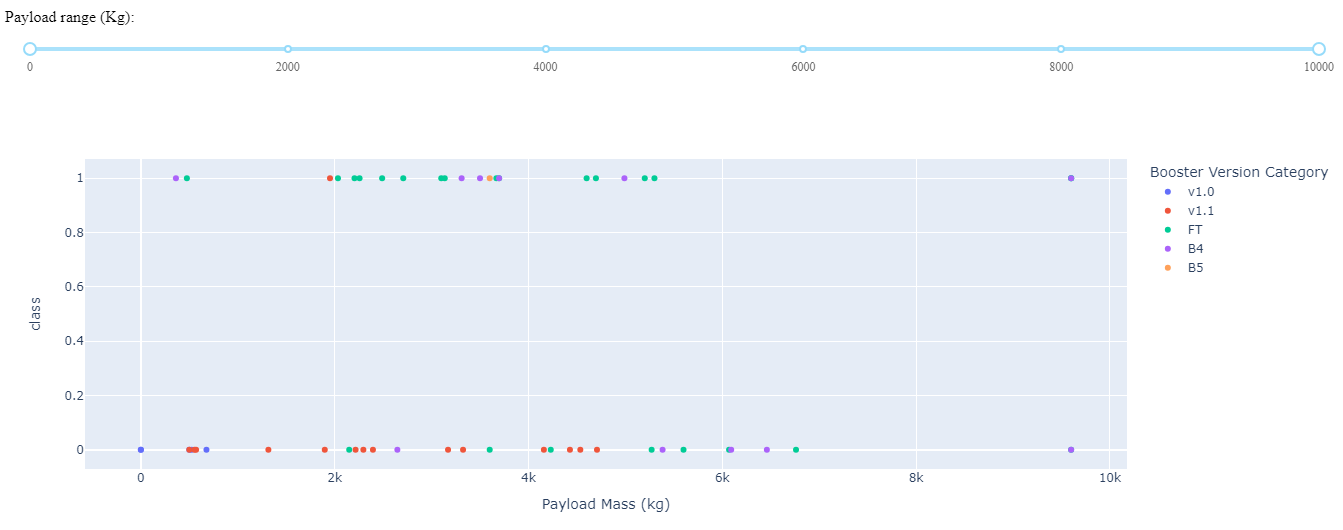 Payload range (Kg):
0 2000 4000 6000 8000 10000
Booster Version Category
v1.0
v1.1
FT
B4
B5
class
1
0.8
0.6
0.4
0.2
0
0 2k 4k 6k 8k 10k
Payload Mass (kg)